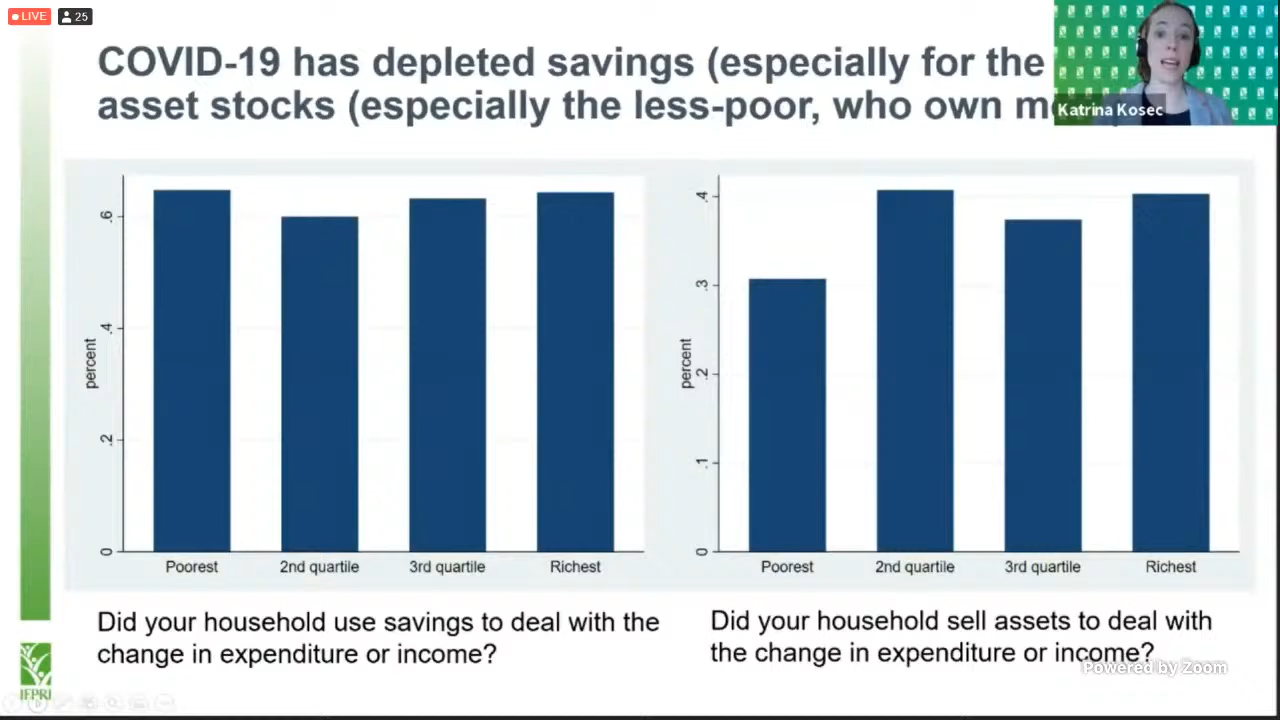 LIVE 25
COVID-19 has depleted savings (especially for the
asset stocks (especially the less-poor, who own
Katrina Kosec
percent
0
.2
.4
.6
Poorest 2nd quartile 3rd quartile Richest
percent
0
.1
.2
.3
.4
Poorest 2nd quartile 3rd quartile Richest
Did your household use savings to deal with the
change in expenditure or income?
Did your household sell assets to deal with
the change in expenditure or income?
Powered by Zoom
IFPRI